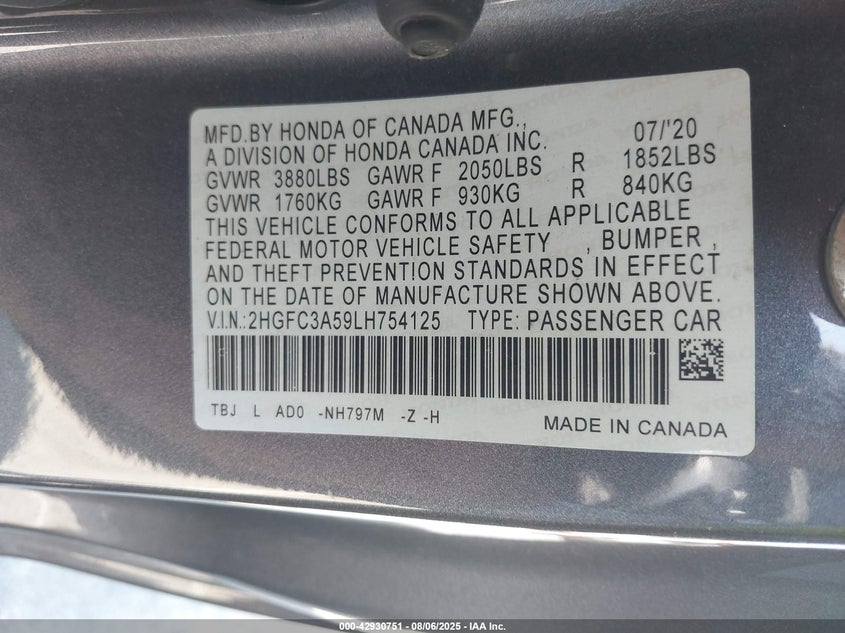 MFD.BY HONDA OF CANADA MFG., 07/'20
A DIVISION OF HONDA CANADA INC.
GVWR 3880LBS GAWR F 2050LBS R 1852LBS
GVWR 1760KG GAWR F 930KG R 840KG
THIS VEHICLE CONFORMS TO ALL APPLICABLE
FEDERAL MOTOR VEHICLE SAFETY , BUMPER ,
AND THEFT PREVENTION STANDARDS IN EFFECT
ON THE DATE OF MANUFACTURE SHOWN ABOVE.
V.I.N.:2HGFC3A59LH754125 TYPE: PASSENGER CAR
TBJ L AD0 -NH797M -Z -H
MADE IN CANADA
000-42930751 - 08/06/2025 - IAA Inc.